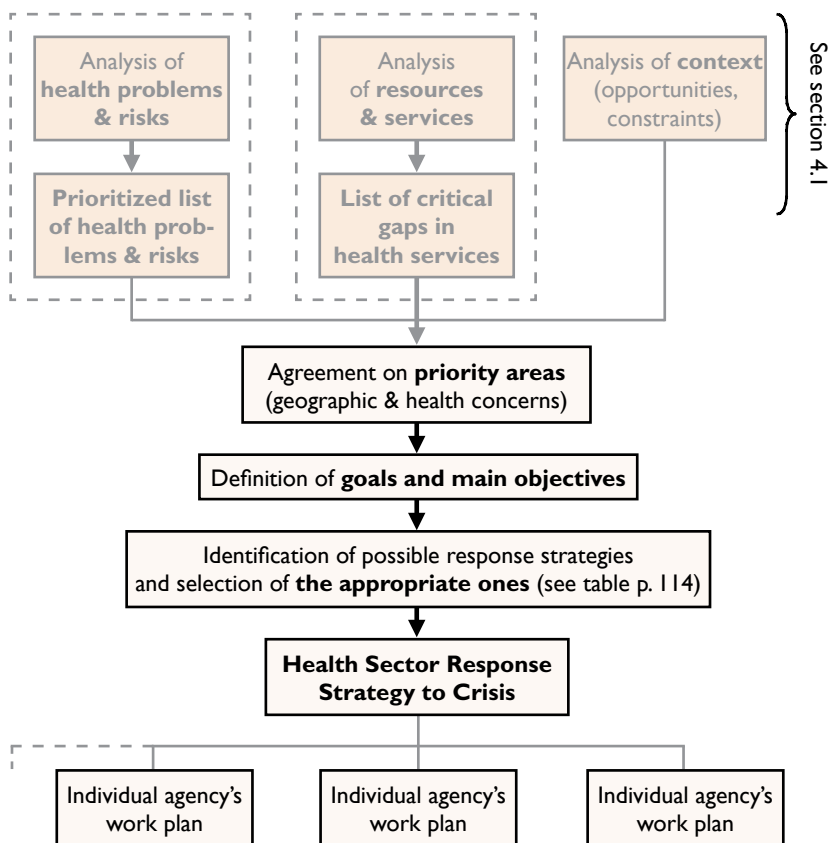 Analysis of
health problems
& risks
Analysis
of resources
& services
Analysis of context
(opportunities,
constraints)
See section 4.1
Prioritized list
of health prob-
lems & risks
List of critical
gaps in
health services
Agreement on priority areas
(geographic & health concerns)
Definition of goals and main objectives
Identification of possible response strategies
and selection of the appropriate ones (see table p. 114)
Health Sector Response
Strategy to Crisis
Individual agency's
work plan
Individual agency's
work plan
Individual agency's
work plan